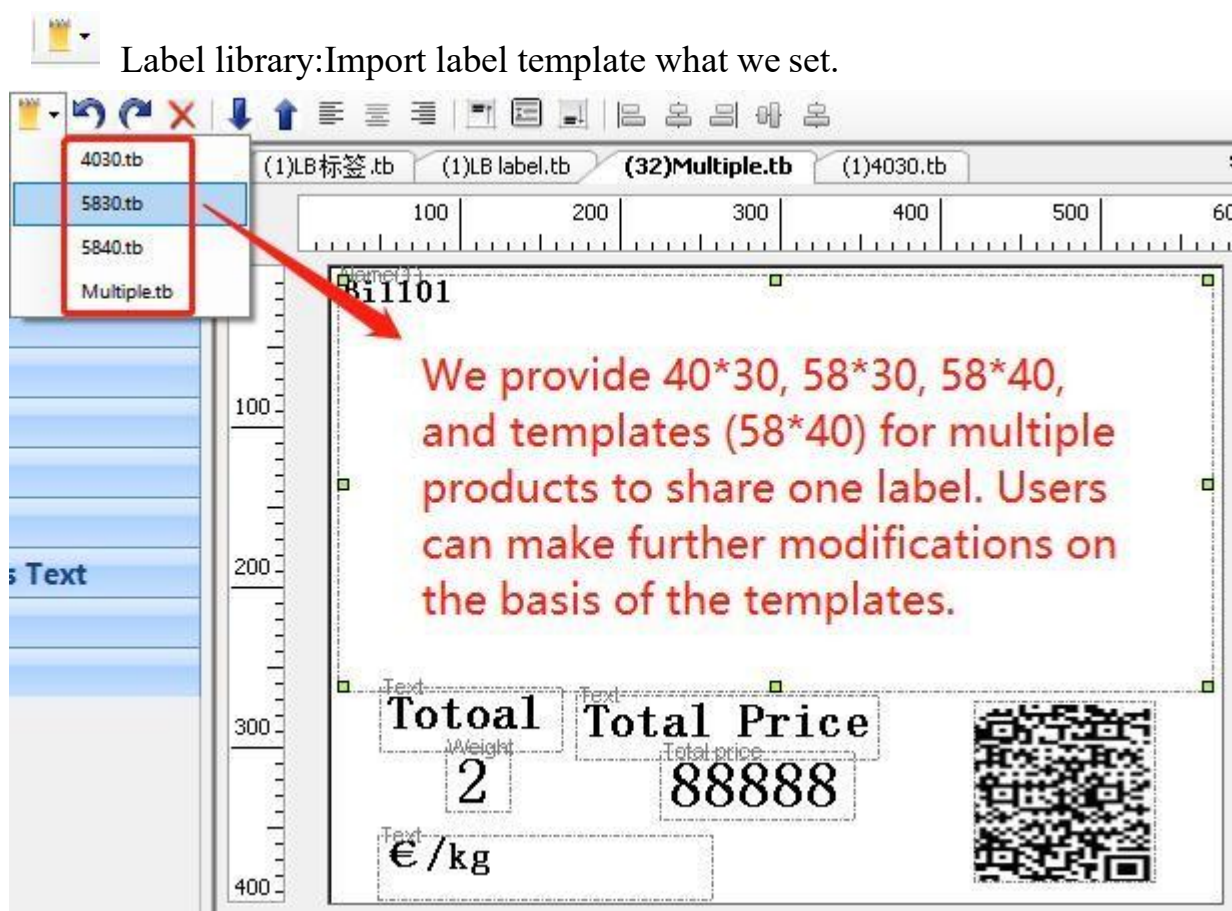 Label library:Import label template what we set.
4030.tb
5830.tb
5840.tb
Multiple.tb
(1)LB标签.tb (1)LB label.tb (32)Multiple.tb (1)4030.tb
100 200 300 400 500
Name(1)
Bill01
We provide 40*30, 58*30, 58*40,
and templates (58*40) for multiple
products to share one label. Users
can make further modifications on
the basis of the templates.
100
200
300
400
s Text
Text Text
Totoal Total Price
Weight Total price
2 88888
Text
€/kg